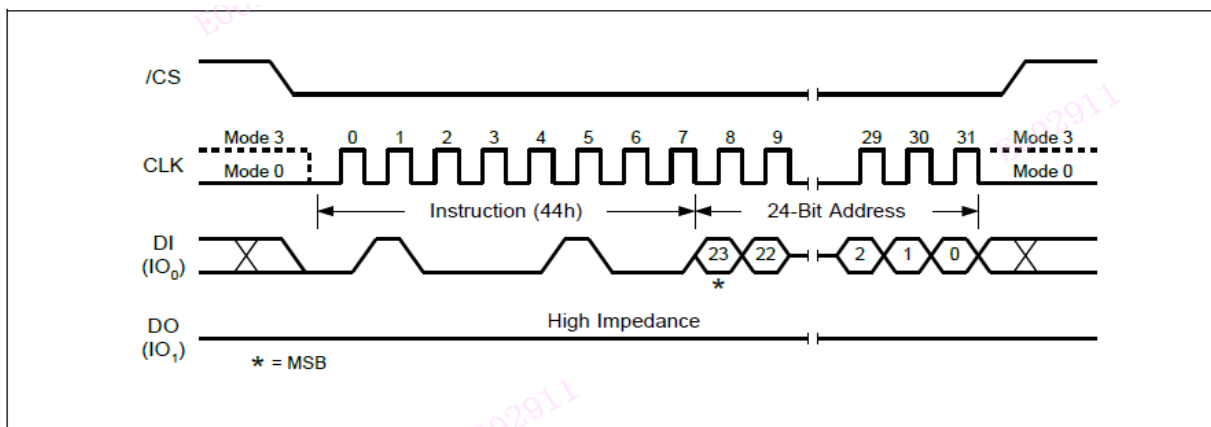 /CS
Mode 3 0 1 2 3 4 5 6 7 8 9 29 30 31 Mode 3
CLK
Mode 0 Mode 0
Instruction (44h) 24-Bit Address
DI
(IO0)
23 22 2 1 0
*
High Impedance
DO
(IO1)
* = MSB